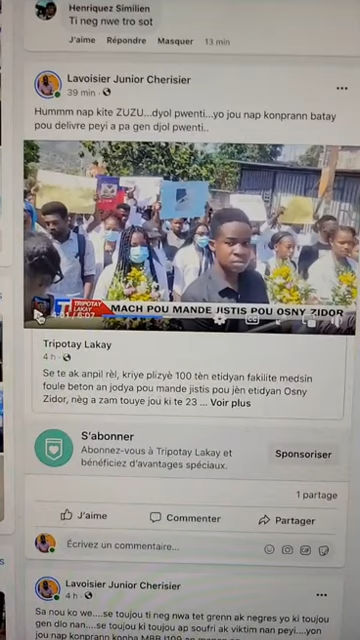 Henriquez Similien
Ti neg nwe tro sot
J'aime Répondre Masquer 13 min
Lavoisier Junior Cherisier
39 min
Hummm nap kite ZUZU...dyol pwenti...yo jou nap konprann batay
pou delivre peyi a pa gen djol pwenti..
TRIPOTAY
LAKAY
MACH POU MANDE JISTIS POU OSNY ZIDOR
Tripotay Lakay
4 h
Se te ak anpil rèl, kriye plizyè 100 tèn etidyan fakilite medsin
foule beton an jodya pou mande jistis pou jèn etidyan Osny
Zidor, nèg a zam touye jou ki te 23 ... Voir plus
S'abonner
Abonnez-vous à Tripotay Lakay et
bénéficiez d'avantages spéciaux.
Sponsoriser
1 partage
J'aime Commenter Partager
Écrivez un commentaire...
Lavoisier Junior Cherisier
4 h
Sa nou ko we....se toujou ti neg nwa tet grenn ak negres yo ki toujou
gen dlo nan....se toujou ki toujou ap soufri ak viktim nan peyi....yon
jou nap konprann